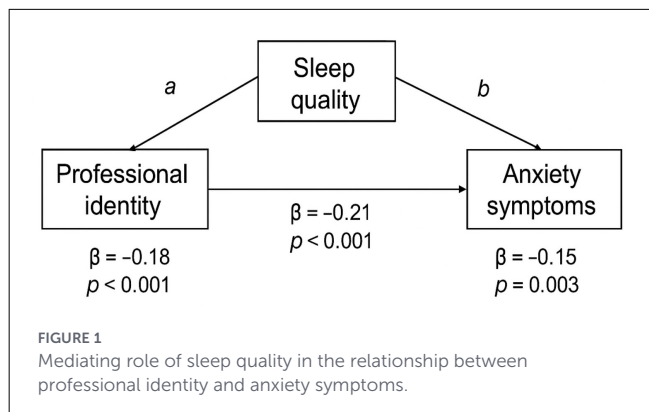 Sleep
quality
a
b
Professional
identity
Anxiety
symptoms
β = –0.21
p < 0.001
β = –0.18
p < 0.001
β = –0.15
p = 0.003
FIGURE 1
Mediating role of sleep quality in the relationship between
professional identity and anxiety symptoms.